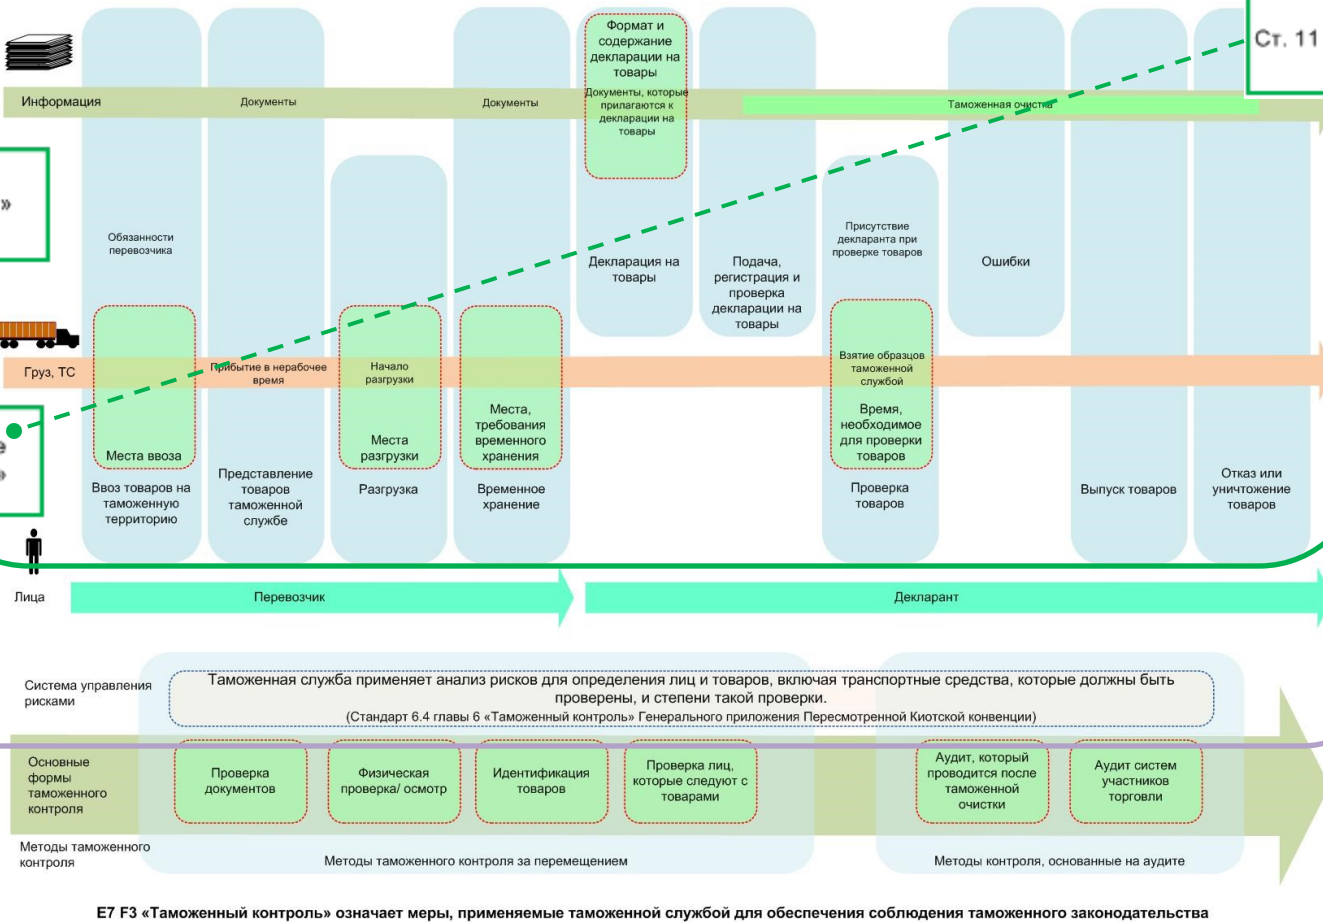 Ст. 11
Формат и
содержание
декларации на
товары
Информация
Документы
Документы
Документы, которые
прилагаются к
декларации на
товары
Таможенная очистка
»
Обязанности
перевозчика
Декларация на
товары
Подача,
регистрация и
проверка
декларации на
товары
Присутствие
декларанта при
проверке товаров
Ошибки
Груз, ТС
Прибытие в нерабочее
время
Начало
разгрузки
Взятие образцов
таможенной
службой
е
»
Места ввоза
Места
разгрузки
Места,
требования
временного
хранения
Время,
необходимое
для проверки
товаров
Ввоз товаров на
таможенную
территорию
Представление
товаров
таможенной
службе
Разгрузка
Временное
хранение
Проверка
товаров
Выпуск товаров
Отказ или
уничтожение
товаров
Лица
Перевозчик
Декларант
Система управления
рисками
Таможенная служба применяет анализ рисков для определения лиц и товаров, включая транспортные средства, которые должны быть
проверены, и степени такой проверки.
(Стандарт 6.4 главы 6 «Таможенный контроль» Генерального приложения Пересмотренной Киотской конвенции)
Основные
формы
таможенного
контроля
Проверка
документов
Физическая
проверка/ осмотр
Идентификация
товаров
Проверка лиц,
которые следуют с
товарами
Аудит, который
проводится после
таможенной
очистки
Аудит систем
участников
торговли
Методы таможенного
контроля
Методы таможенного контроля за перемещением
Методы контроля, основанные на аудите
E7 F3 «Таможенный контроль» означает меры, применяемые таможенной службой для обеспечения соблюдения таможенного законодательства